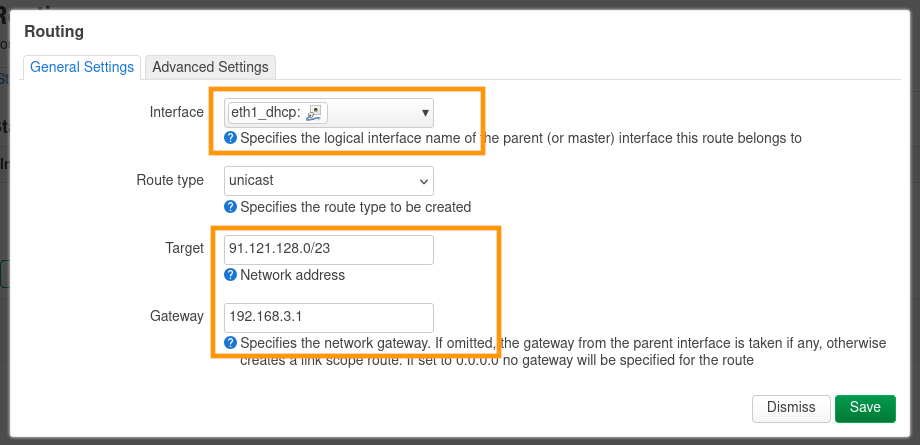 Routing
General Settings
Advanced Settings
Interface
eth1_dhcp:
Specifies the logical interface name of the parent (or master) interface this route belongs to
Route type
unicast
Specifies the route type to be created
Target
91.121.128.0/23
Network address
Gateway
192.168.3.1
Specifies the network gateway. If omitted, the gateway from the parent interface is taken if any, otherwise
creates a link scope route. If set to 0.0.0.0 no gateway will be specified for the route
Dismiss
Save